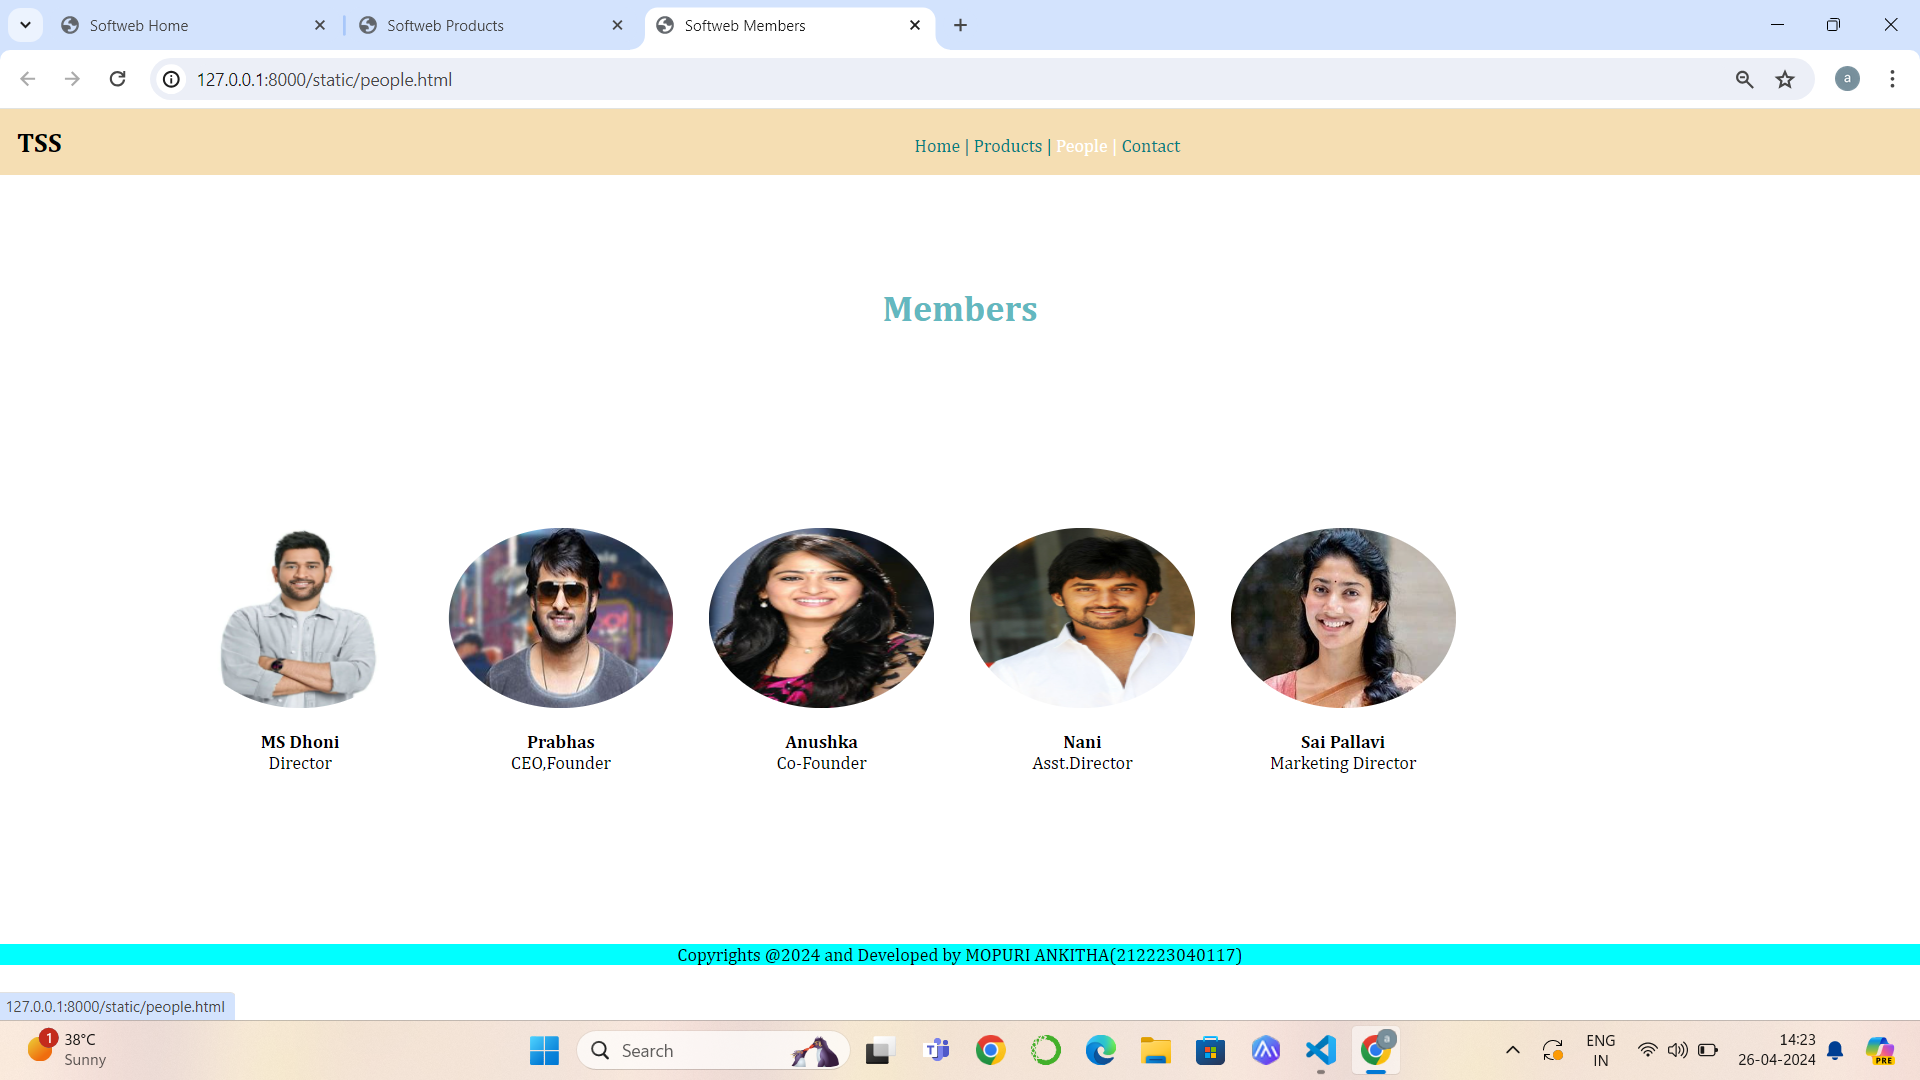 Softweb Home
Softweb Products
Softweb Members
127.0.0.1:8000/static/people.html
a
TSS
Home | Products | People | Contact
Members
MS Dhoni
Director
Prabhas
CEO,Founder
Anushka
Co-Founder
Nani
Asst.Director
Sai Pallavi
Marketing Director
Copyrights @2024 and Developed by MOPURI ANKITHA(212223040117)
127.0.0.1:8000/static/people.html
1
38°C
Sunny
Search
a
ENG
IN
14:23
26-04-2024
PRE